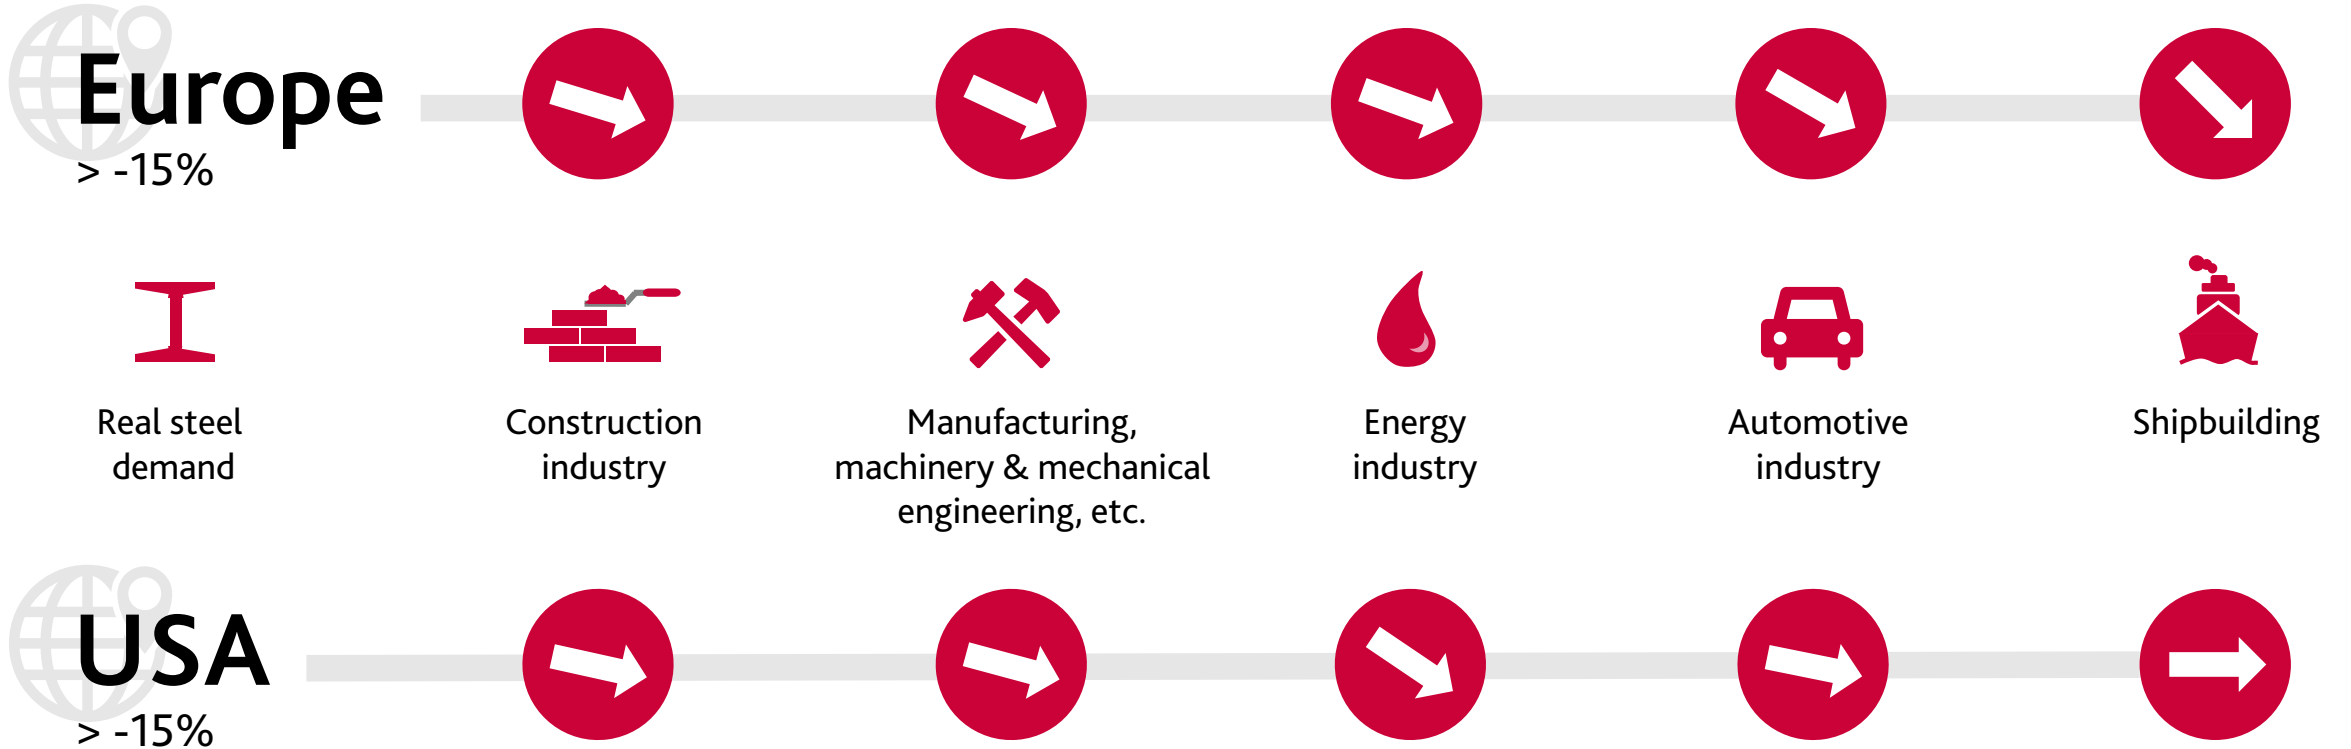 Europe
> -15%
Real steel
demand
Construction
industry
Manufacturing,
machinery & mechanical
engineering, etc.
Energy
industry
Automotive
industry
Shipbuilding
USA
> -15%